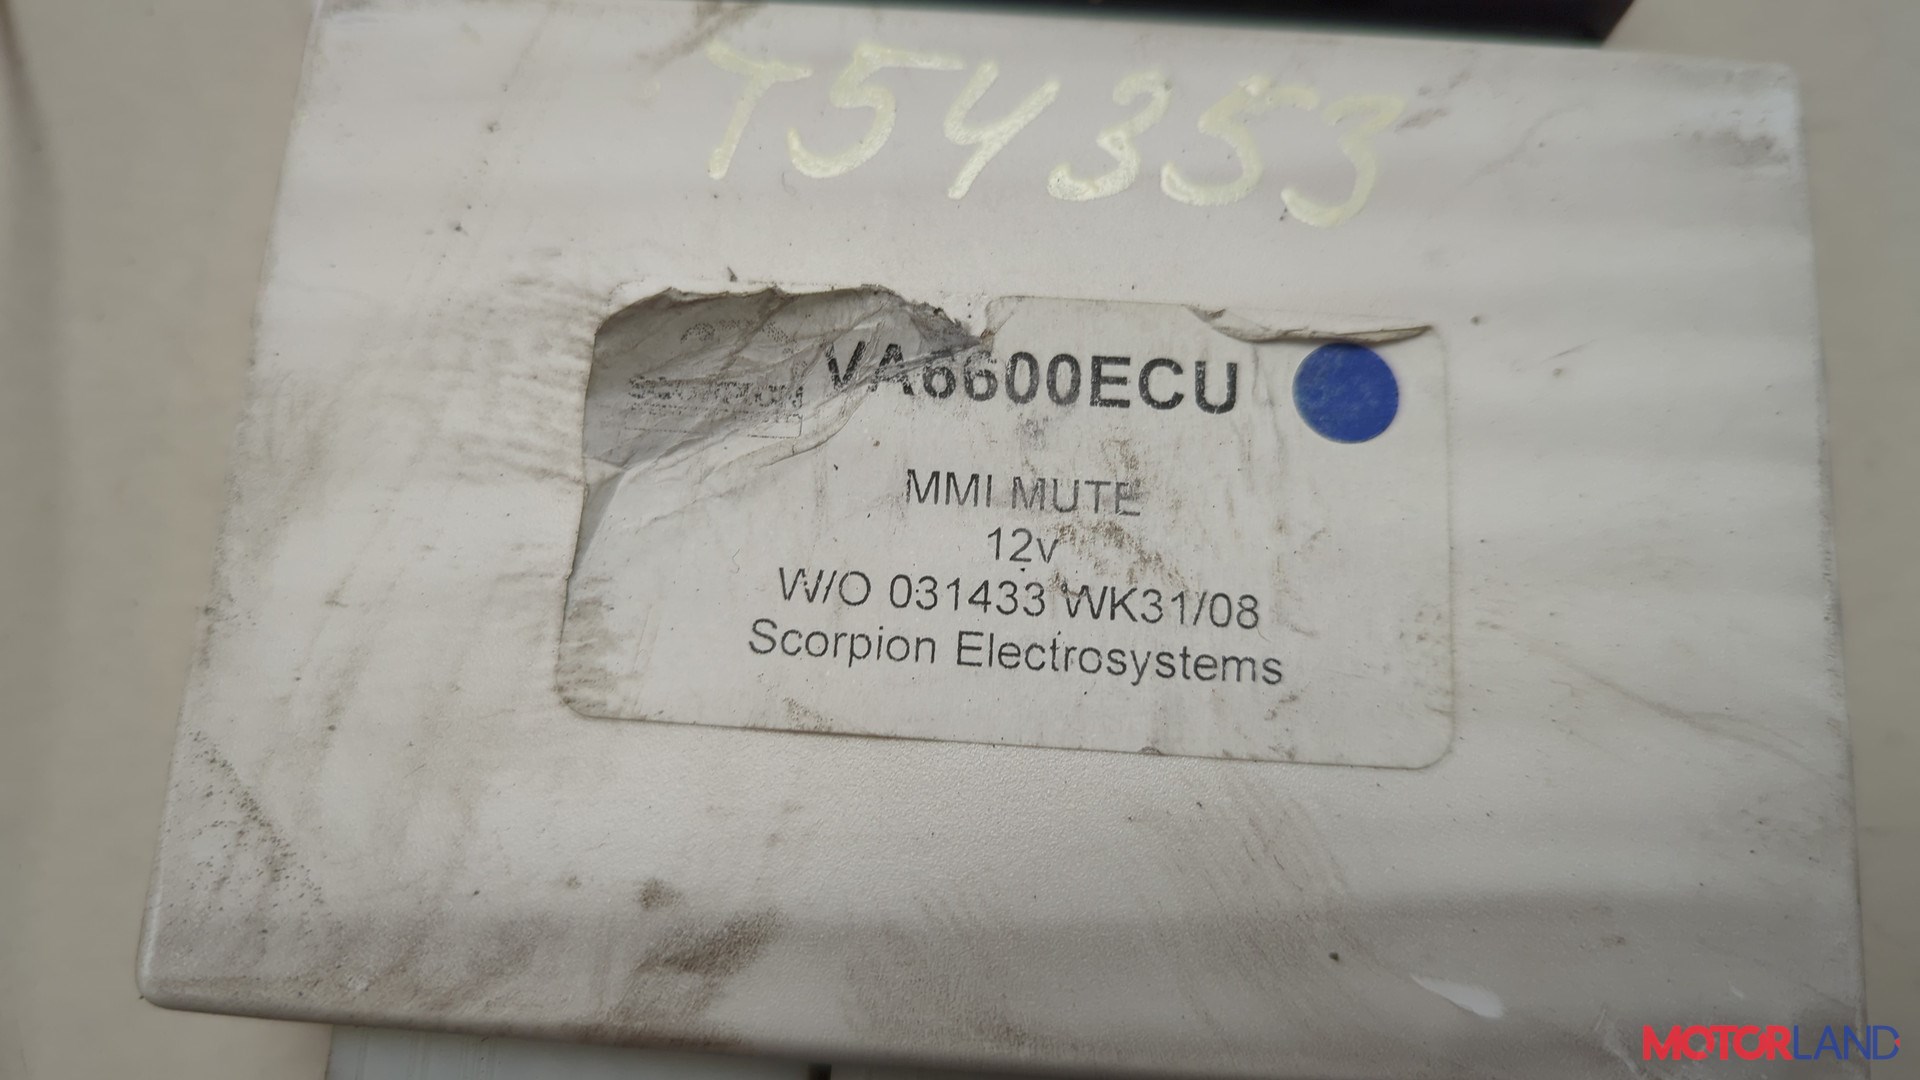 T54353
VA6600ECU
MMI MUTE
12v
W/O 031433 WK31/08
Scorpion Electrosystems
MOTORLAND